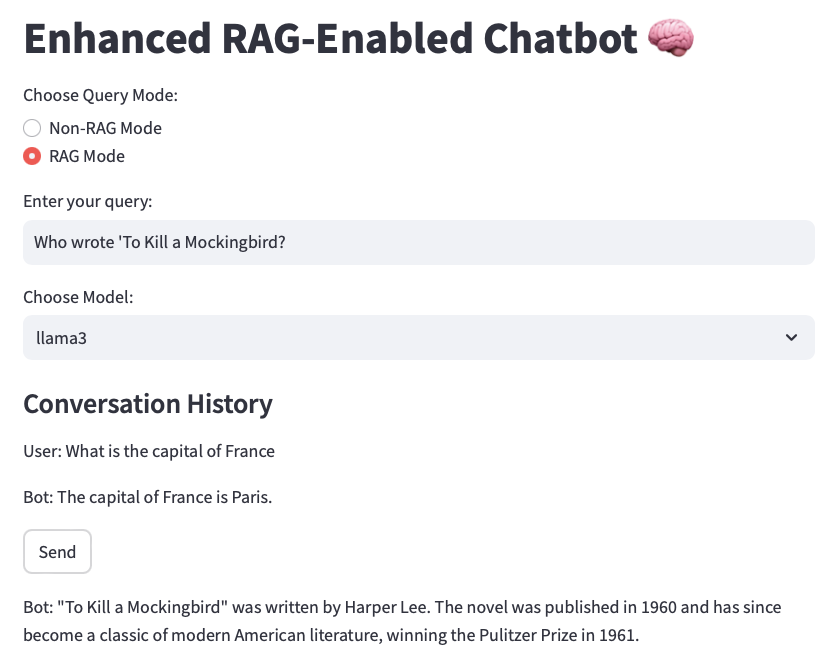 Enhanced RAG-Enabled Chatbot 🧠
Choose Query Mode:
Non-RAG Mode
RAG Mode
Enter your query:
Who wrote 'To Kill a Mockingbird?
Choose Model:
llama3
Conversation History
User: What is the capital of France
Bot: The capital of France is Paris.
Send
Bot: "To Kill a Mockingbird" was written by Harper Lee. The novel was published in 1960 and has since
become a classic of modern American literature, winning the Pulitzer Prize in 1961.